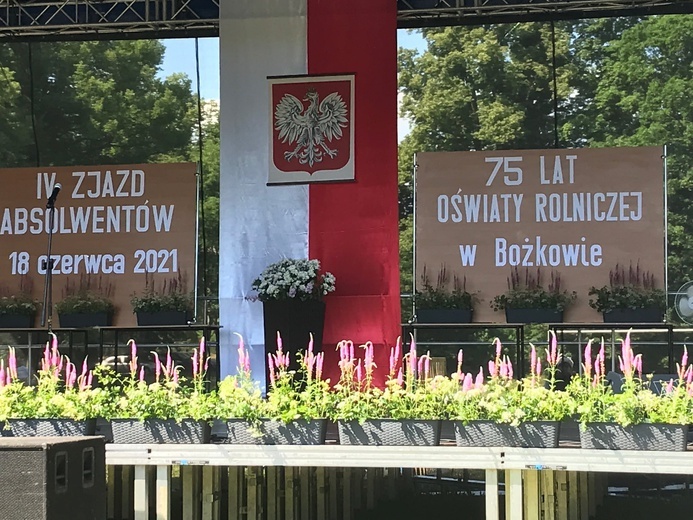 IV ZJAZD
ABSOLWENTÓW
18 czerwca 2021
75 LAT
OŚWIATY ROLNICZEJ
w Bożkowie